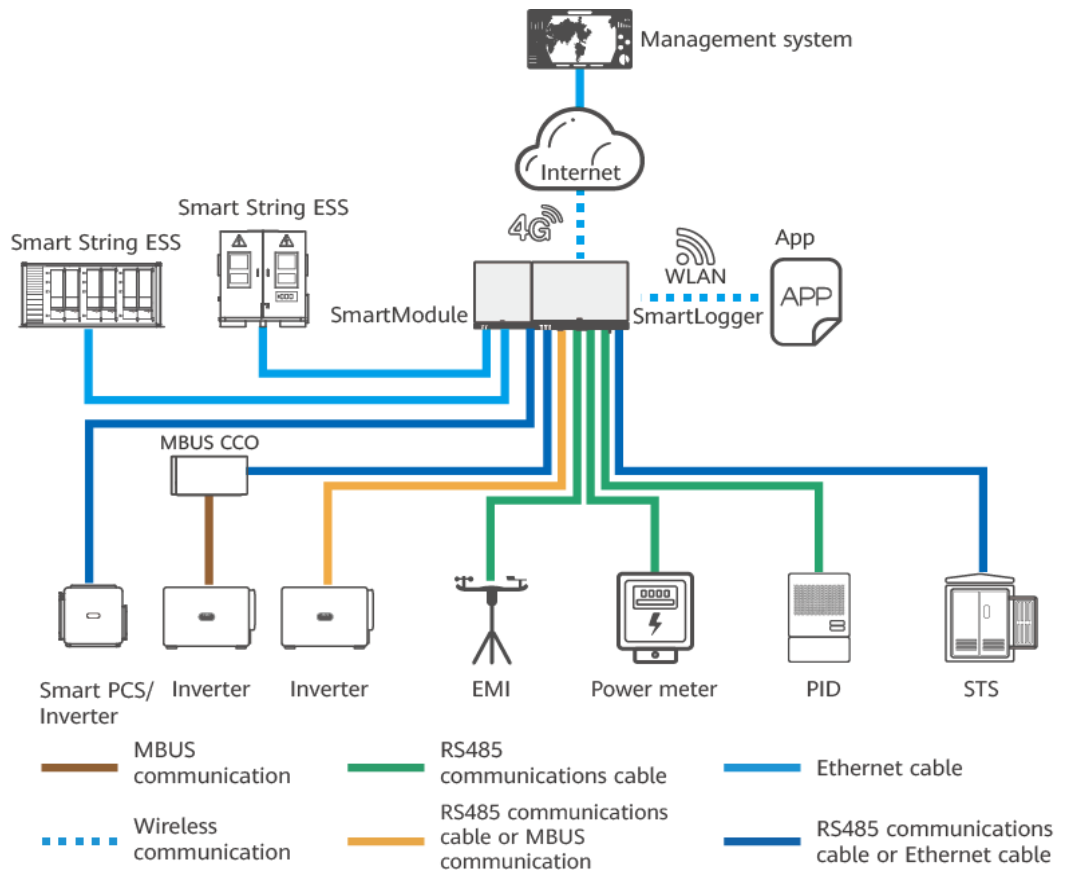 Management system
Internet
4G
Smart String ESS
Smart String ESS
WLAN
App
APP
SmartModule
SmartLogger
MBUS CCO
Smart PCS/
Inverter
Inverter
Inverter
EMI
Power meter
PID
STS
MBUS
communication
RS485
communications cable
Ethernet cable
Wireless
communication
RS485 communications
cable or MBUS
communication
RS485 communications
cable or Ethernet cable